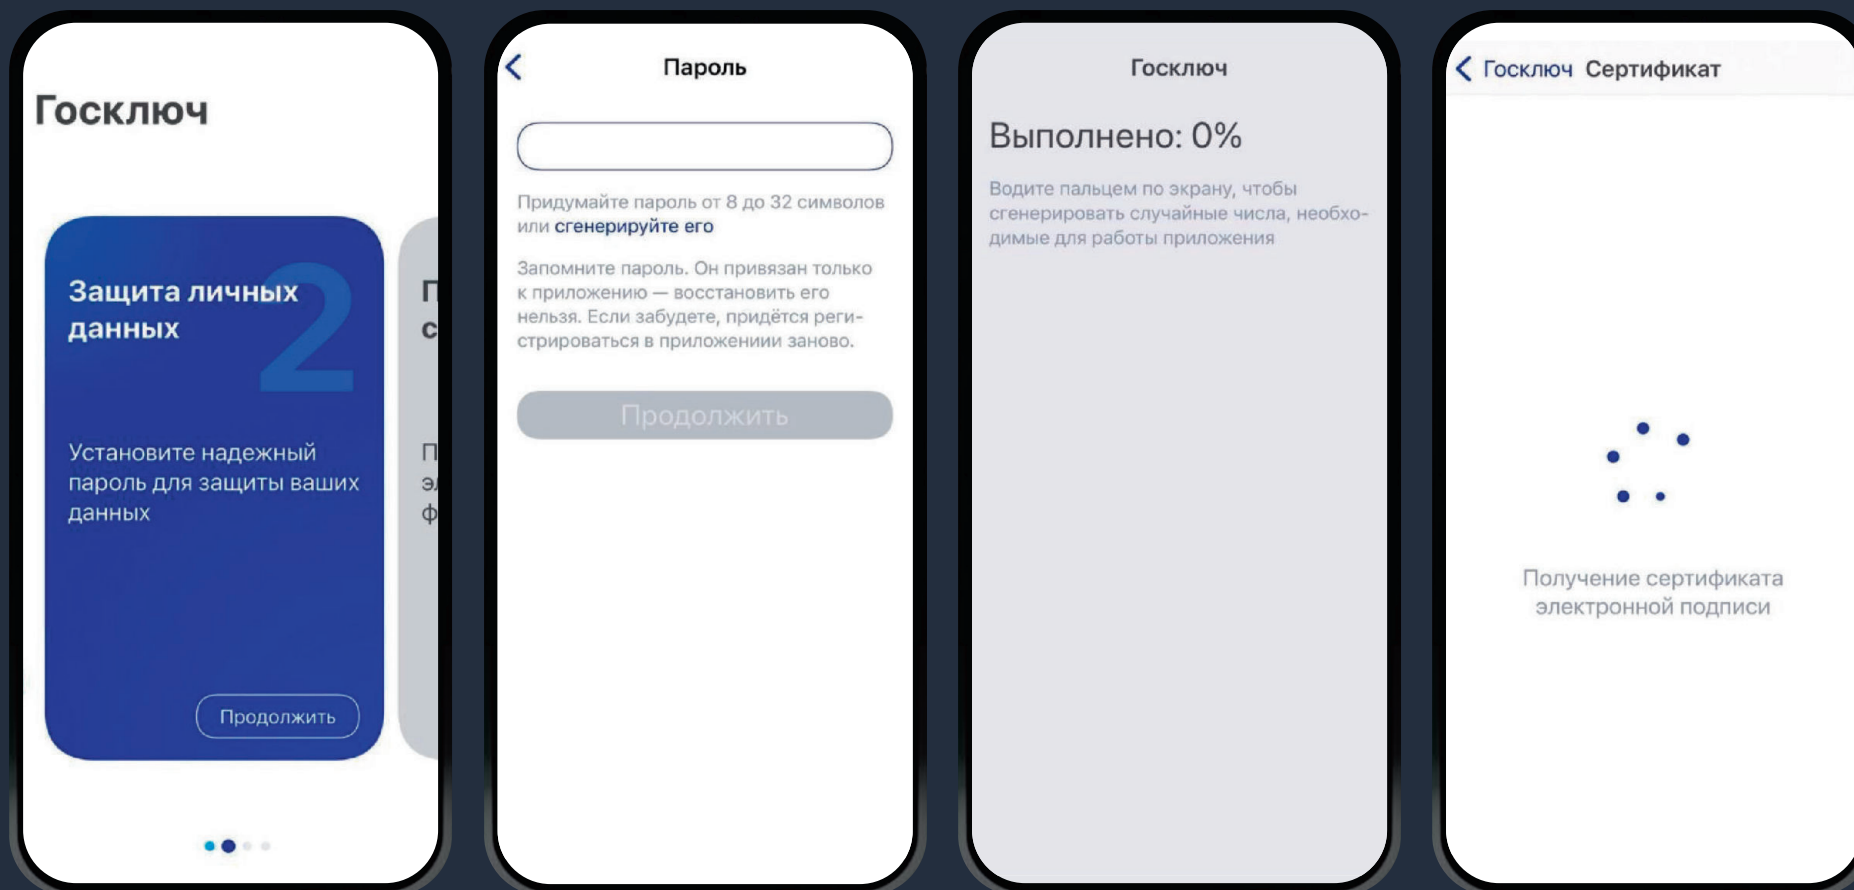 Госключ
Защита личных
данных
2
Установите надежный
пароль для защиты ваших
данных
Продолжить
П
с
П
э
ф
Пароль
Придумайте пароль от 8 до 32 символов
или сгенерируйте его
Запомните пароль. Он привязан только
к приложению — восстановить его
нельзя. Если забудете, придётся реги-
стрироваться в приложениии заново.
Продолжить
Госключ
Выполнено: 0%
Водите пальцем по экрану, чтобы
сгенерировать случайные числа, необхо-
димые для работы приложения
Госключ Сертификат
Получение сертификата
электронной подписи